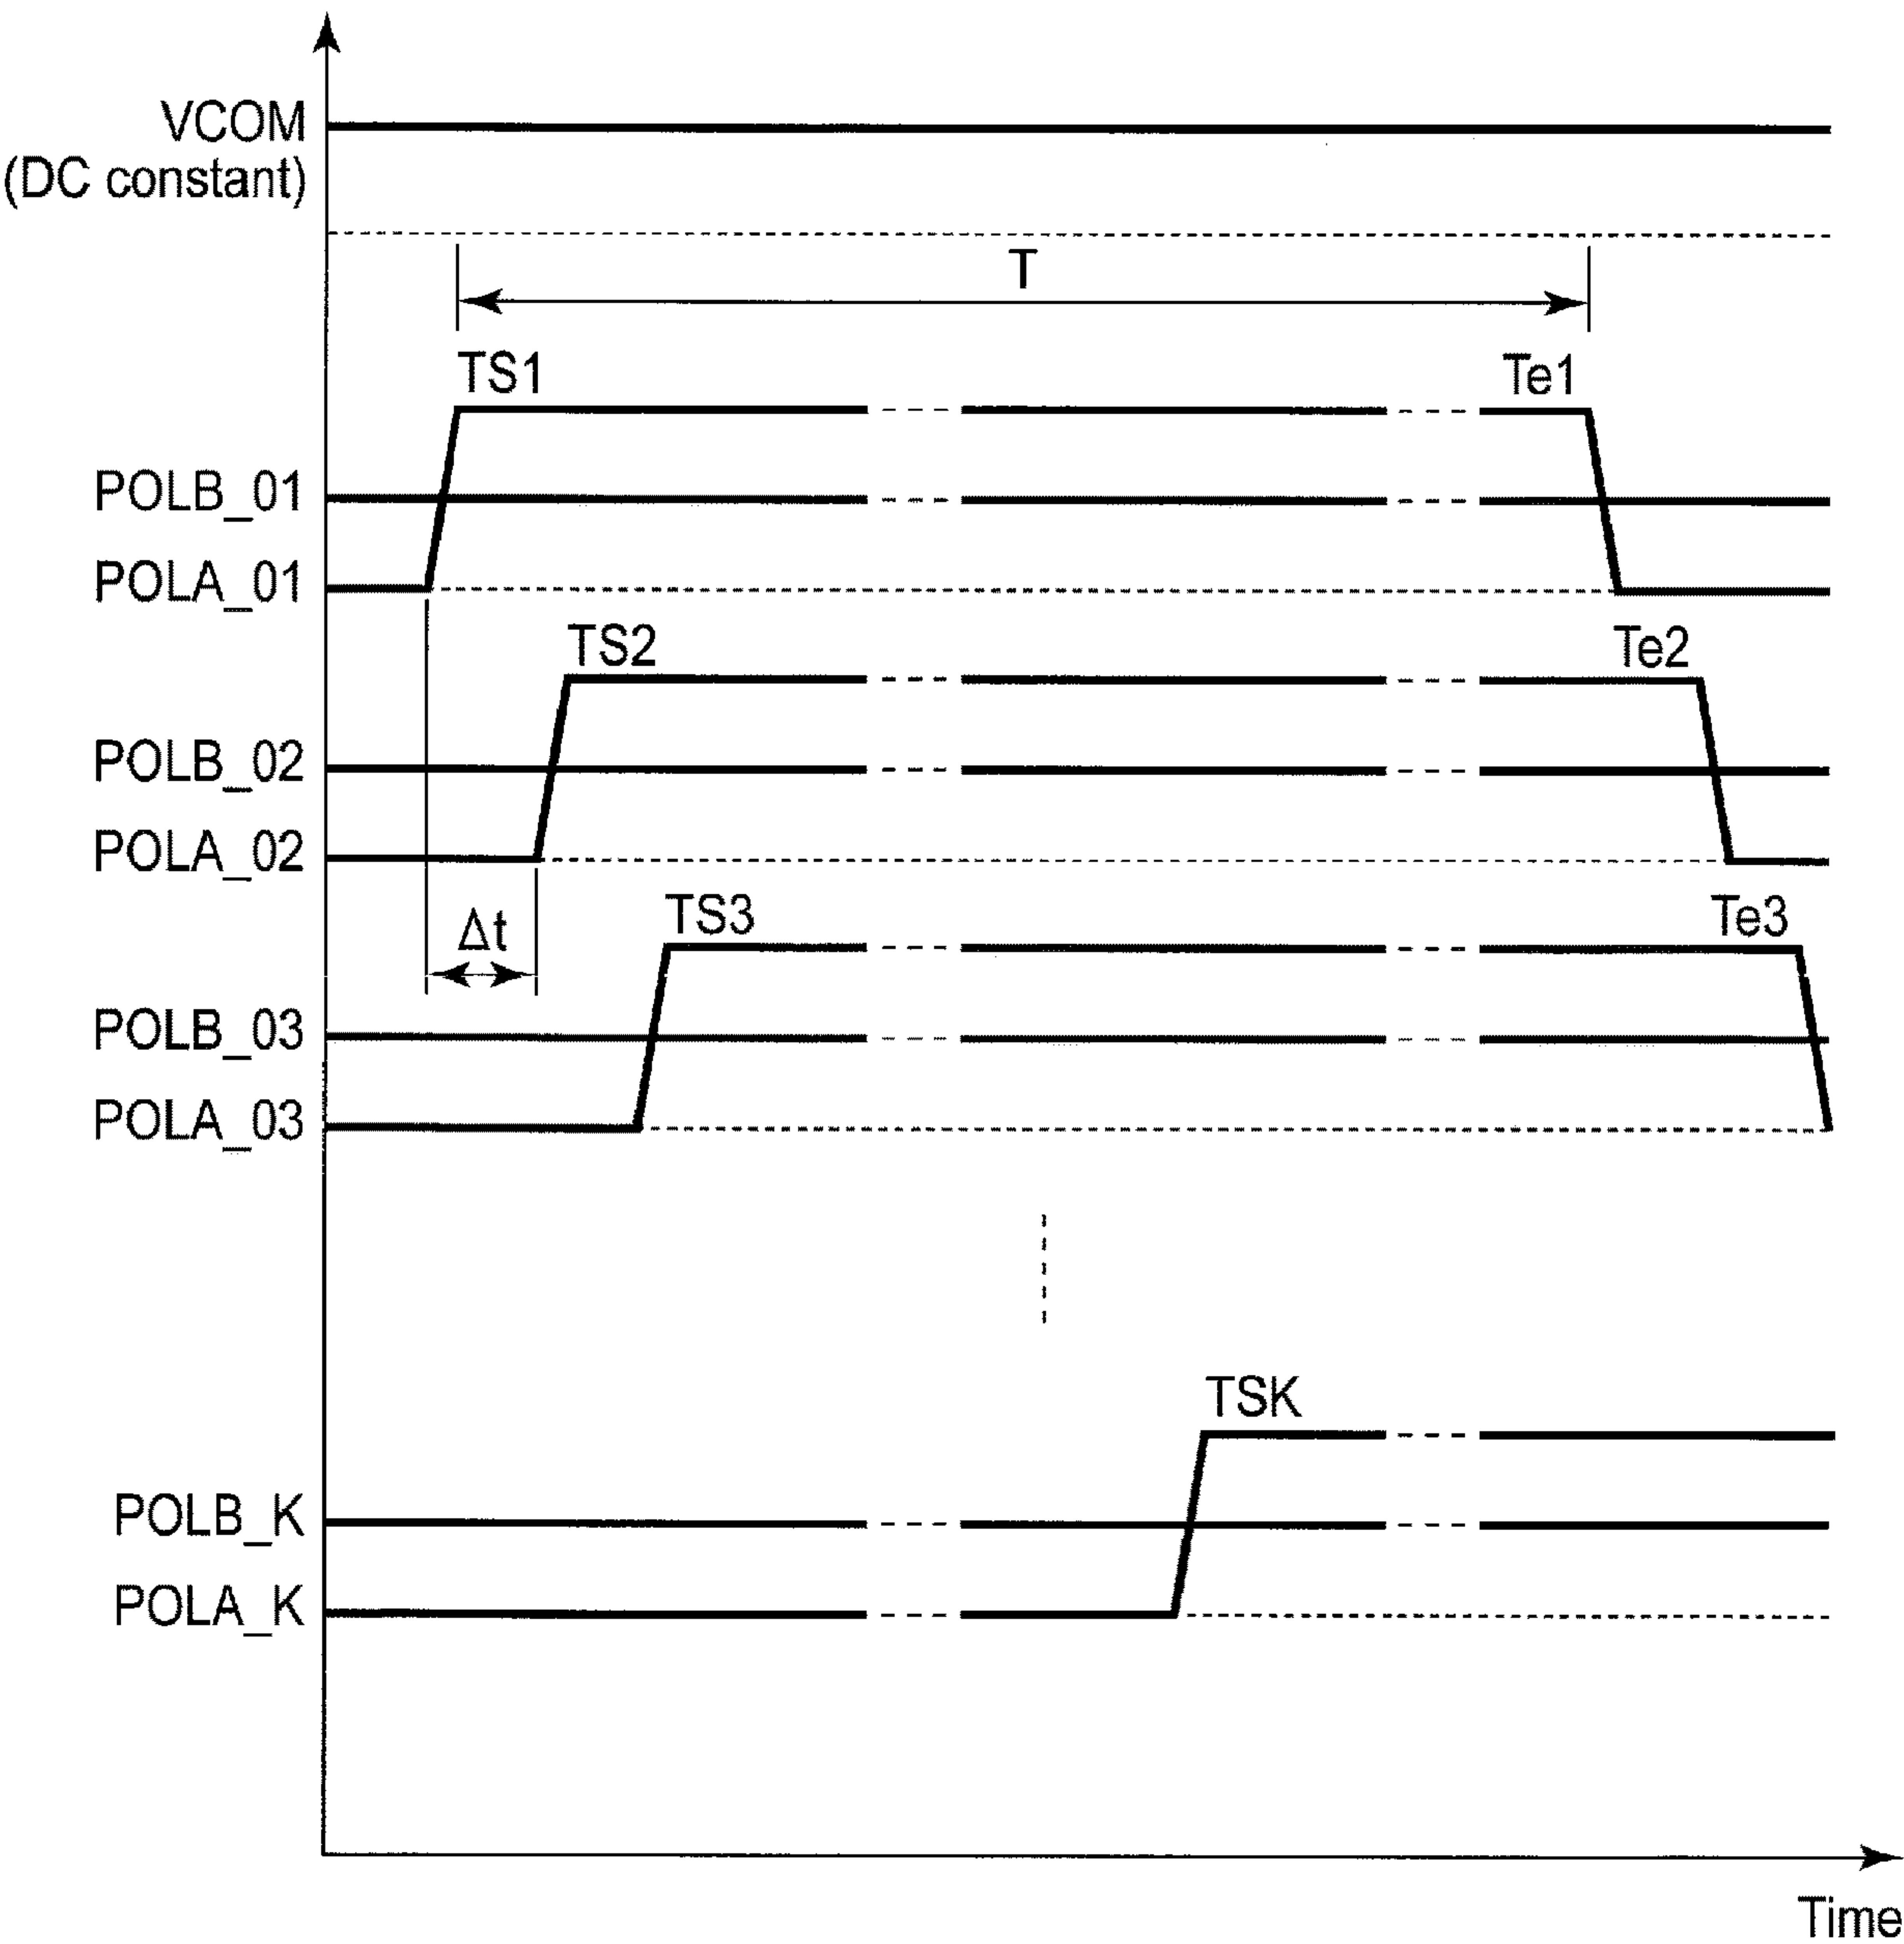 VCOM
(DC constant)
T
TS1
Te1
POLB_01
POLA_01
TS2
Te2
POLB_02
POLA_02
Δt
TS3
Te3
POLB_03
POLA_03
TSK
POLB_K
POLA_K
Time